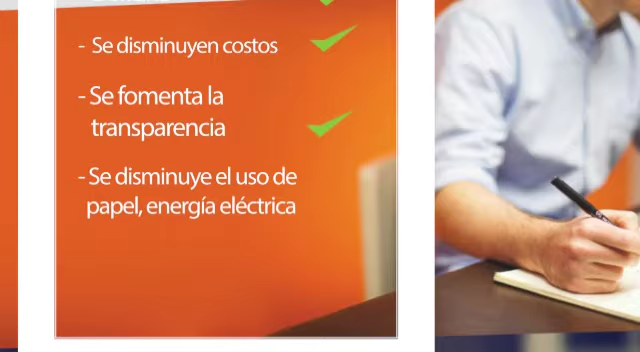 - Se disminuyen costos
- Se fomenta la
transparencia
- Se disminuye el uso de
papel, energía eléctrica